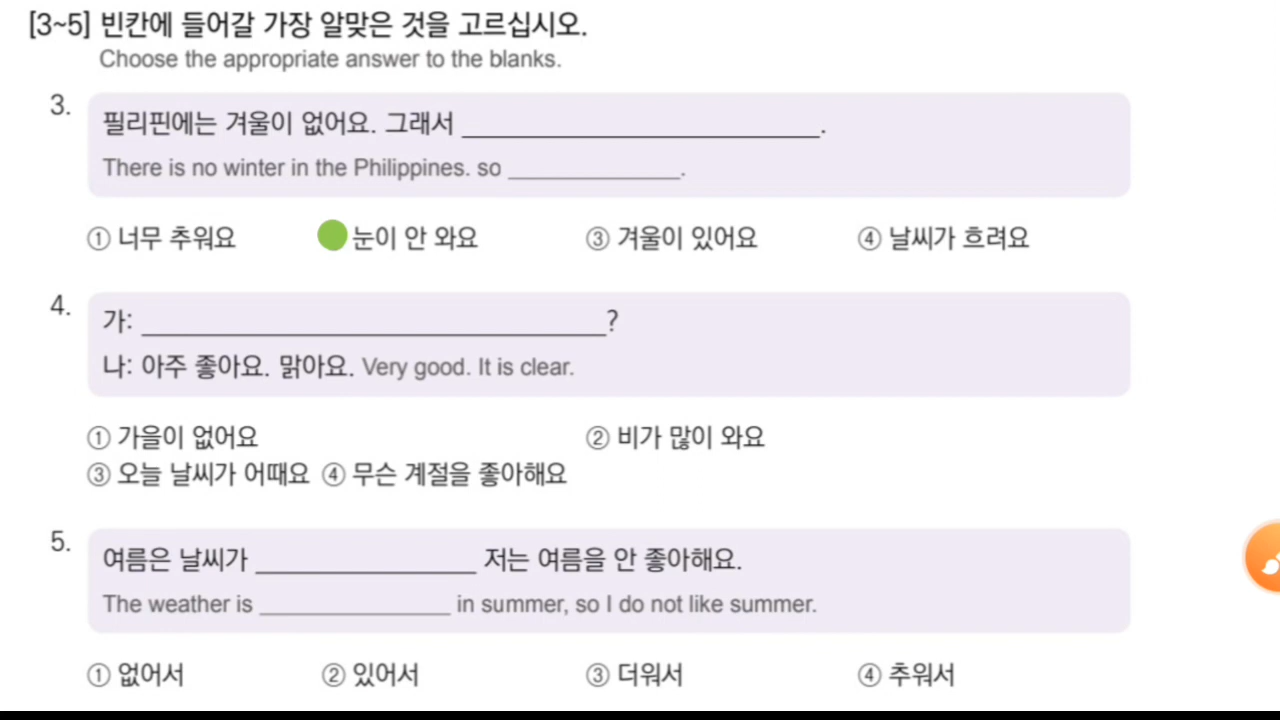 [3~5] 빈칸에 들어갈 가장 알맞은 것을 고르십시오.
Choose the appropriate answer to the blanks.
3.
필리핀에는 겨울이 없어요. 그래서 ____________________.
There is no winter in the Philippines. so ____________.
① 너무 추워요 눈이 안 와요 ③ 겨울이 있어요 ④ 날씨가 흐려요
4.
가: ____________________?
나: 아주 좋아요. 맑아요. Very good. It is clear.
① 가을이 없어요 ② 비가 많이 와요
③ 오늘 날씨가 어때요 ④ 무슨 계절을 좋아해요
5.
여름은 날씨가 ____________ 저는 여름을 안 좋아해요.
The weather is ____________ in summer, so I do not like summer.
① 없어서 ② 있어서 ③ 더워서 ④ 추워서